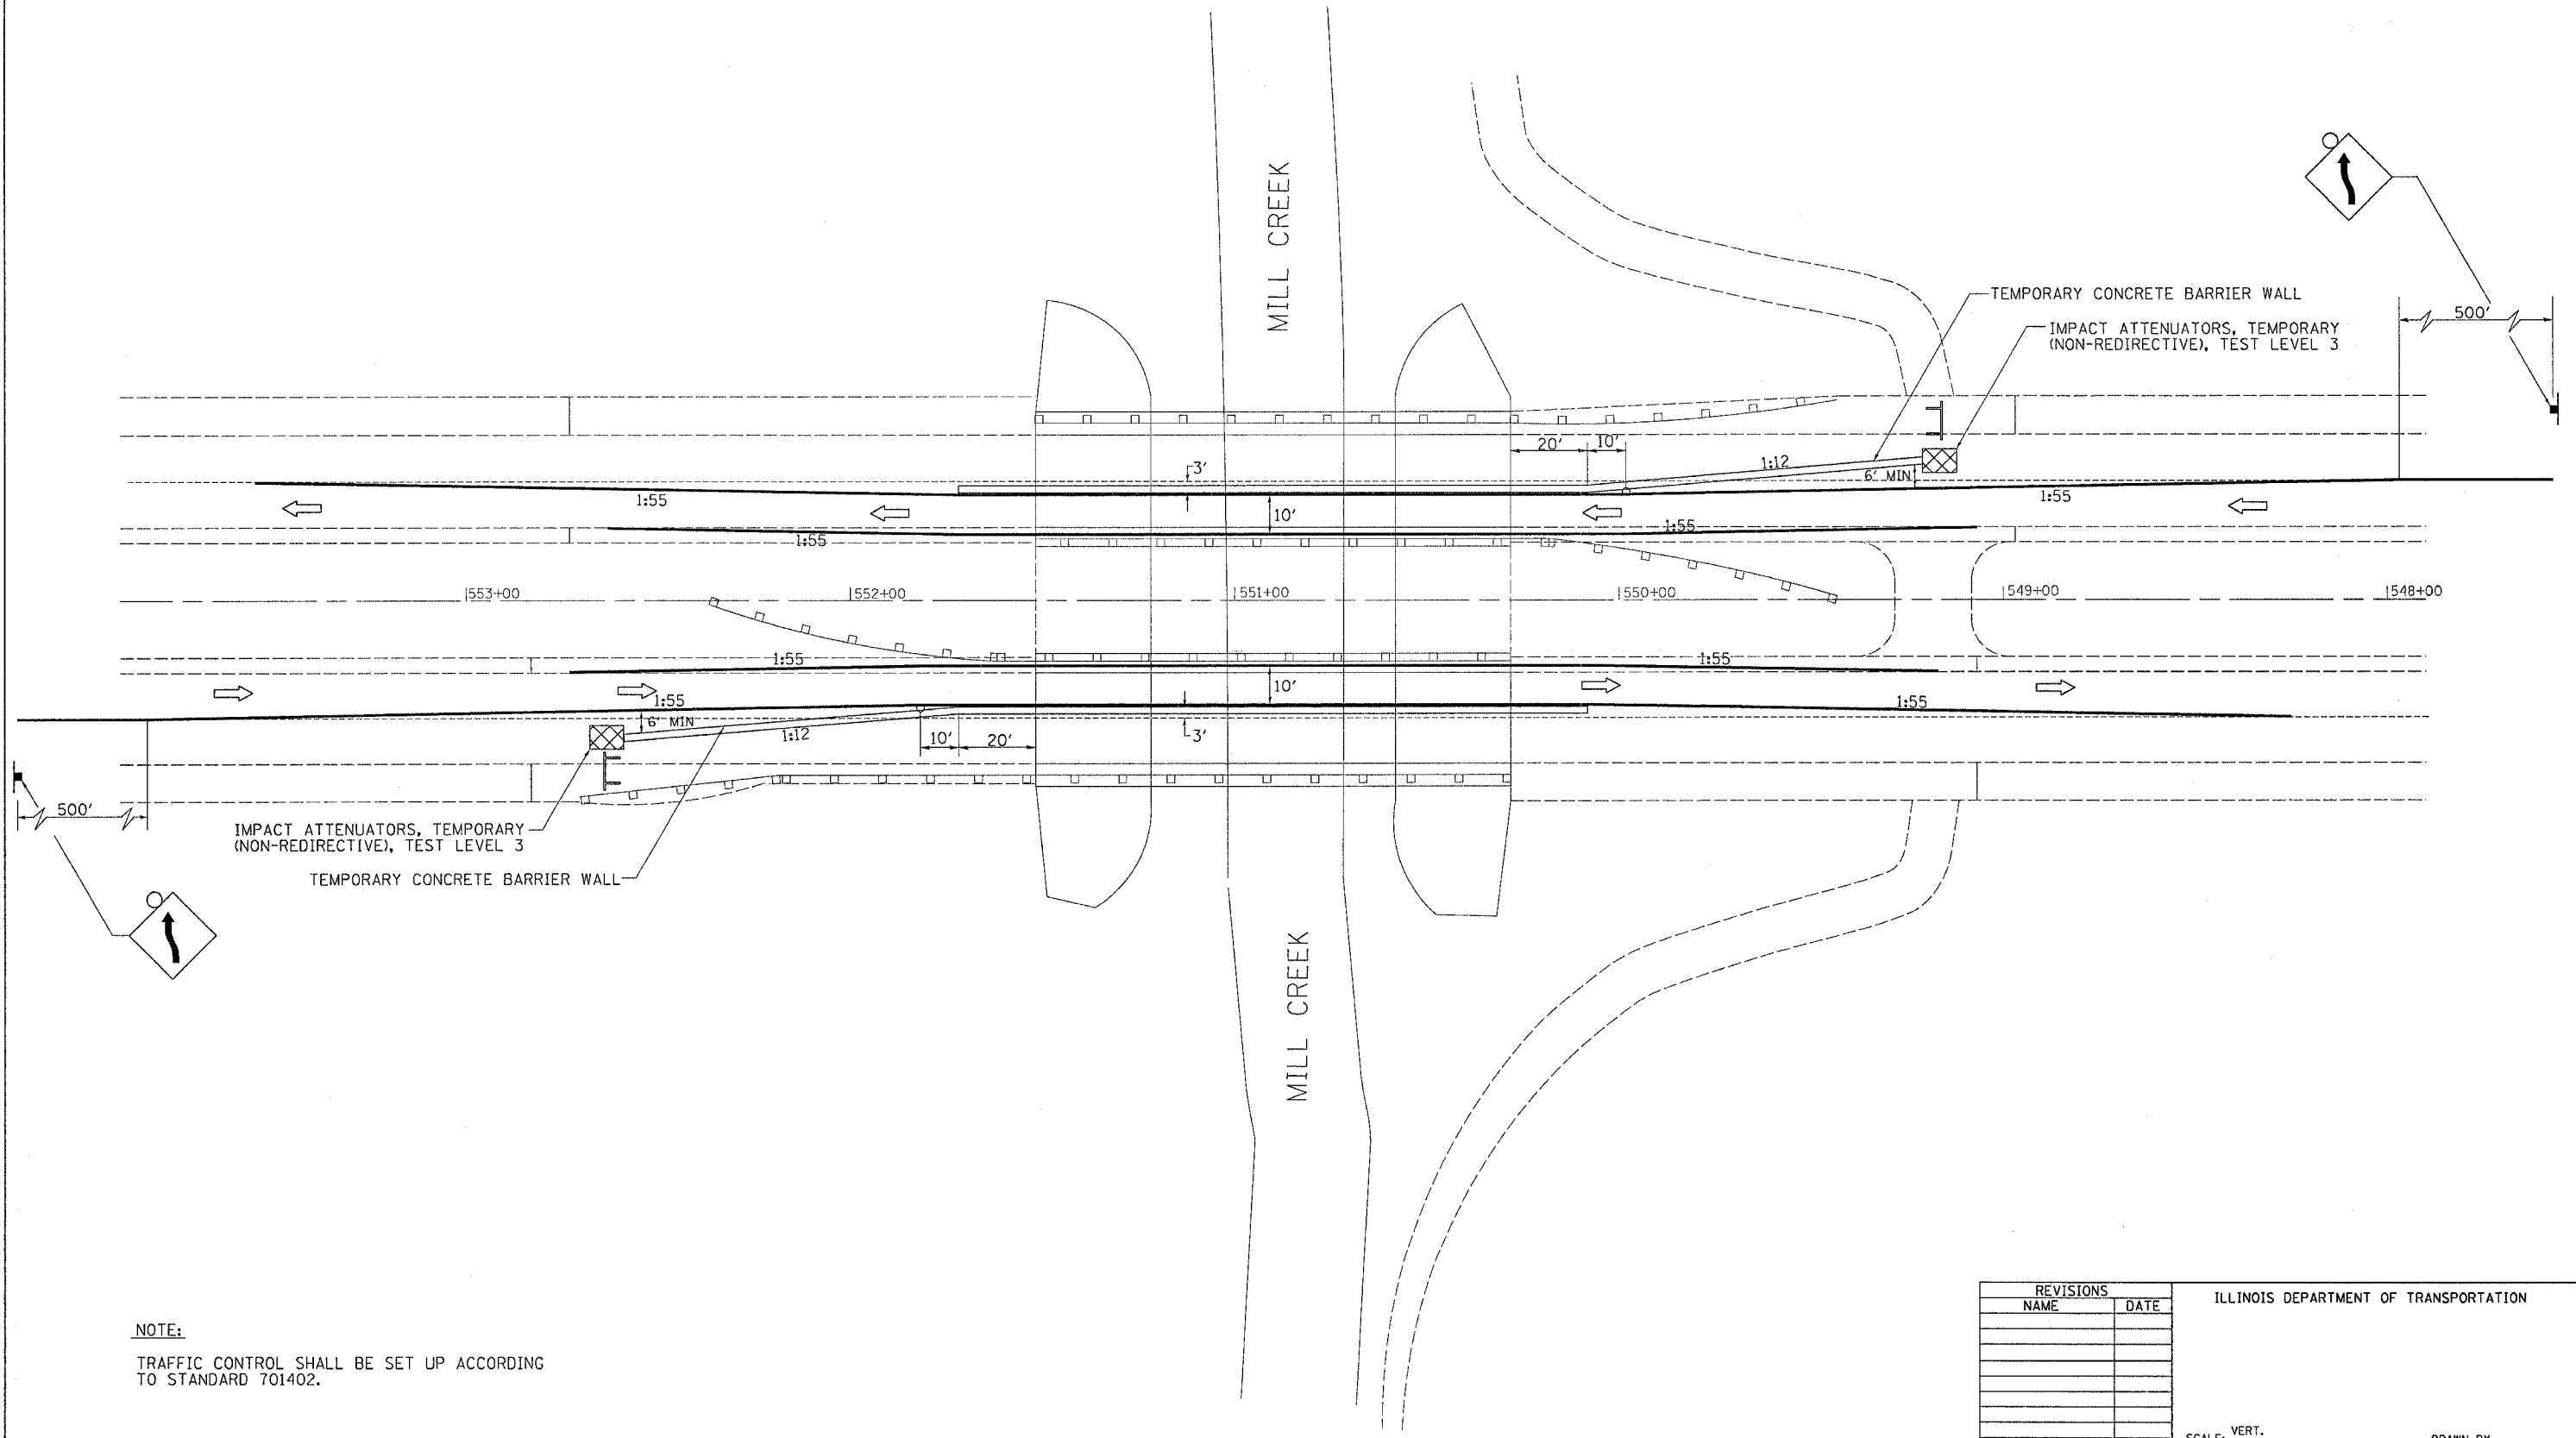 MILL CREEK
TEMPORARY CONCRETE BARRIER WALL
IMPACT ATTENUATORS, TEMPORARY
(NON-REDIRECTIVE), TEST LEVEL 3
500'
20' 10'
3'
1:12
6' MIN
1:55 1:55
10'
1:55 1:55
553+00 552+00 551+00 550+00 549+00 548+00
1:55 1:55
10'
1:55 1:55
6' MIN
1:12
3'
10' 20'
500'
IMPACT ATTENUATORS, TEMPORARY
(NON-REDIRECTIVE), TEST LEVEL 3
TEMPORARY CONCRETE BARRIER WALL
MILL CREEK
NOTE:
TRAFFIC CONTROL SHALL BE SET UP ACCORDING
TO STANDARD 701402.
REVISIONS
NAME DATE
ILLINOIS DEPARTMENT OF TRANSPORTATION
SCALE: VERT.
DRAWN BY